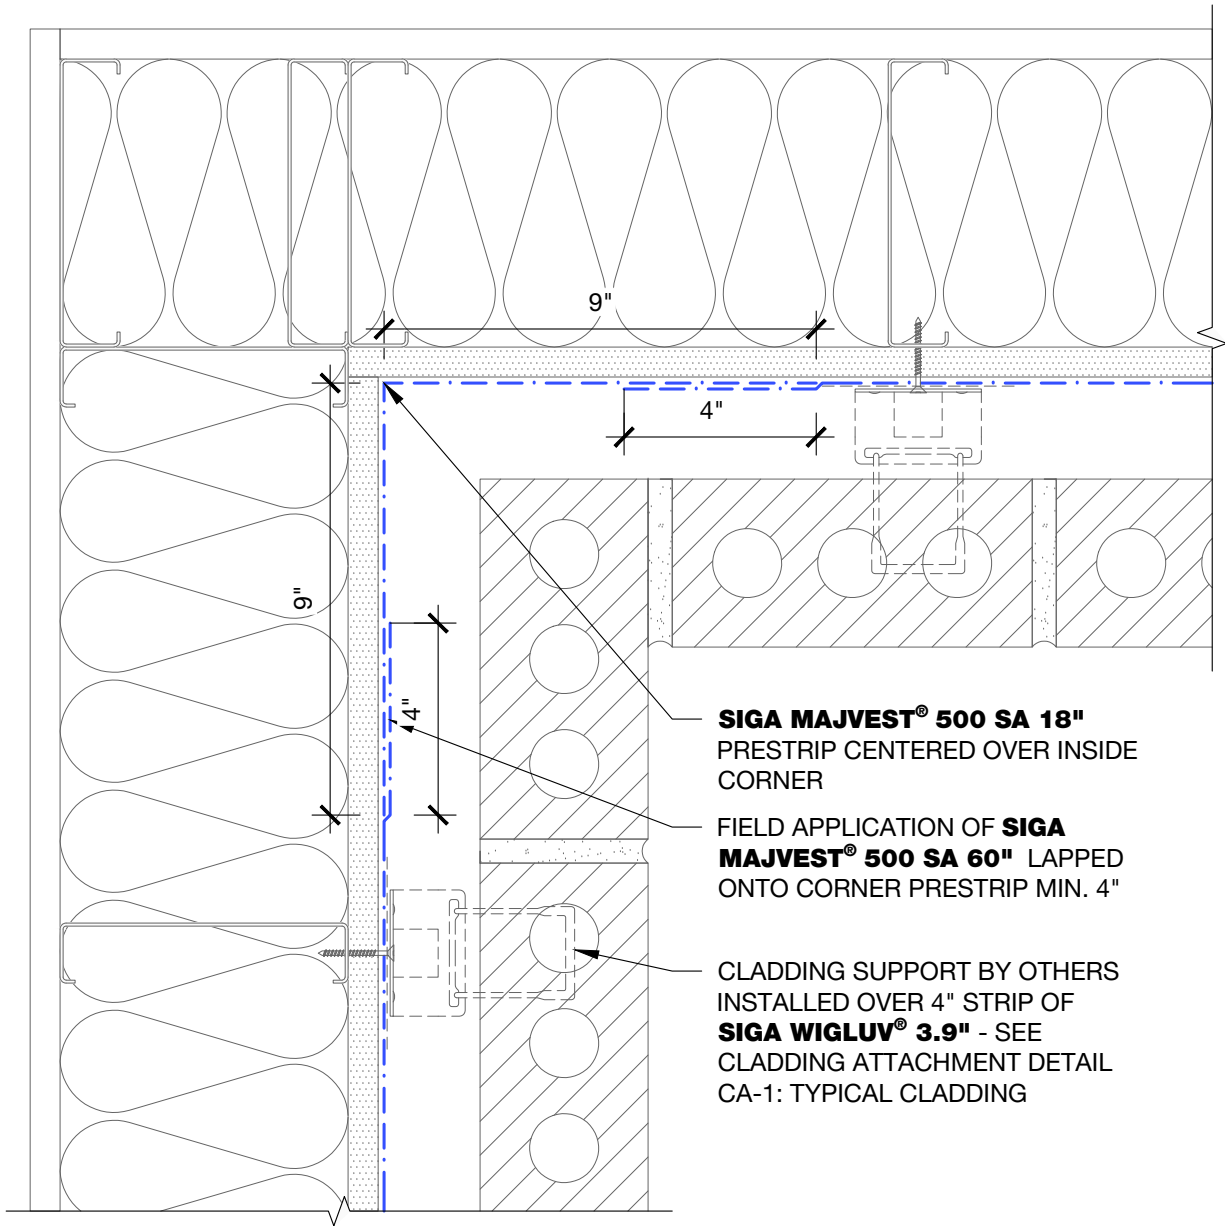 9"
4"
9"
4"
SIGA MAJVEST® 500 SA 18"
PRESTRIP CENTERED OVER INSIDE
CORNER
FIELD APPLICATION OF SIGA
MAJVEST® 500 SA 60" LAPPED
ONTO CORNER PRESTRIP MIN. 4"
CLADDING SUPPORT BY OTHERS
INSTALLED OVER 4" STRIP OF
SIGA WIGLUV® 3.9" - SEE
CLADDING ATTACHMENT DETAIL
CA-1: TYPICAL CLADDING